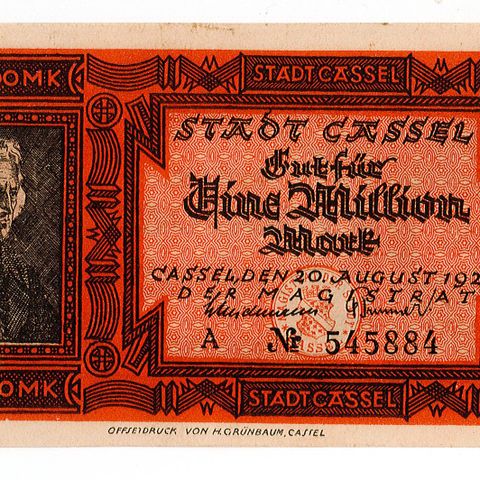 OOMK
STADT CASSEL
STADT CASSEL
Gut für
Eine Million
Mark
CASSEL DEN 20. AUGUST 192
DER MAGISTRAT
A № 545884
OOMK
STADT CASSEL
OFFSETDRUCK VON H. GRÜNBAUM, CASSEL